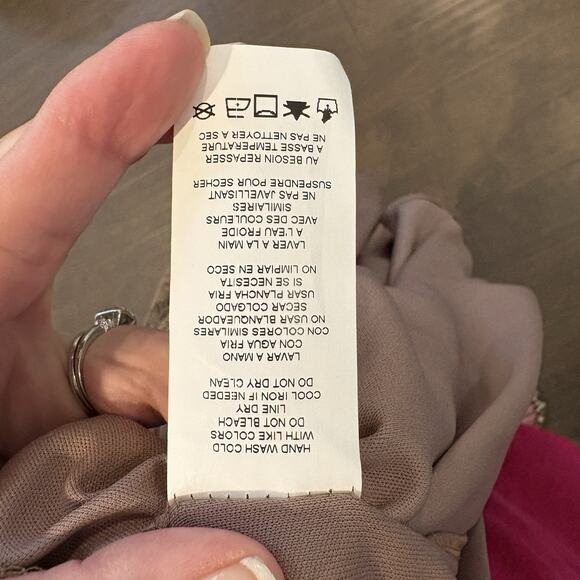 HAND WASH COLD
WITH LIKE COLORS
DO NOT BLEACH
LINE DRY
COOL IRON IF NEEDED
DO NOT DRY CLEAN
LAVAR A MANO
CON AGUA FRIA
CON COLORES SIMILARES
NO USAR BLANQUEADOR
SECAR COLGADO
USAR PLANCHA FRIA
SI SE NECESITA
NO LIMPIAR EN SECO
LAVER A LA MAIN
A L'EAU FROIDE
AVEC DES COULEURS
SIMILAIRES
NE PAS JAVELLISANT
SUSPENDRE POUR SECHER
AU BESOIN REPASSER
A BASSE TEMPERATURE
NE PAS NETTOYER A SEC